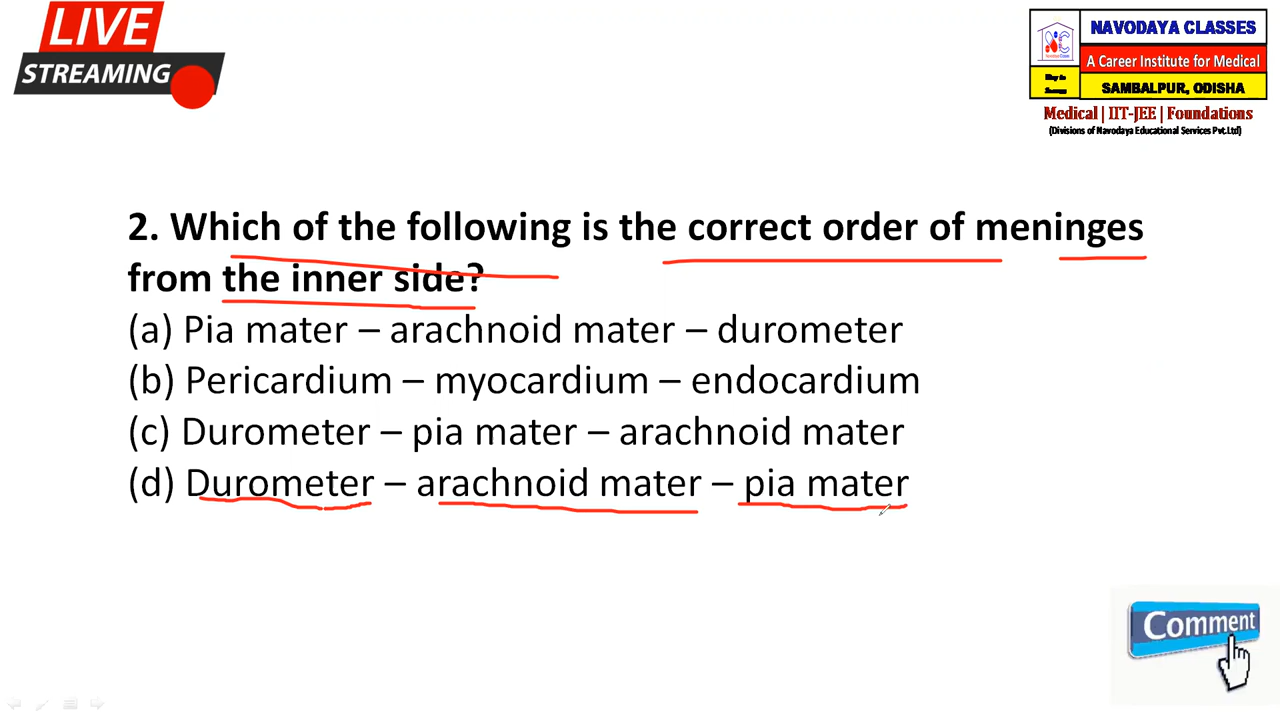 LIVE
STREAMING
NAVODAYA CLASSES
A Career Institute for Medical
SAMBALPUR, ODISHA
Medical | IIT-JEE | Foundations
(Divisions of Navodaya Educational Services Pvt.Ltd)
2. Which of the following is the correct order of meninges
from the inner side?
(a) Pia mater – arachnoid mater – durometer
(b) Pericardium – myocardium – endocardium
(c) Durometer – pia mater – arachnoid mater
(d) Durometer – arachnoid mater – pia mater
Comment